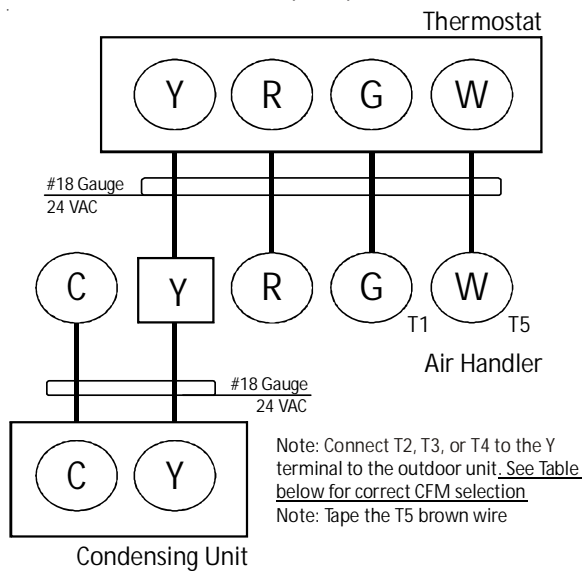 Thermostat
Y R G W
#18 Gauge
24 VAC
C Y R G W
T1 T5
Air Handler
#18 Gauge
24 VAC
C Y
Note: Connect T2, T3, or T4 to the Y
terminal to the outdoor unit. See Table
below for correct CFM selection
Note: Tape the T5 brown wire
Condensing Unit